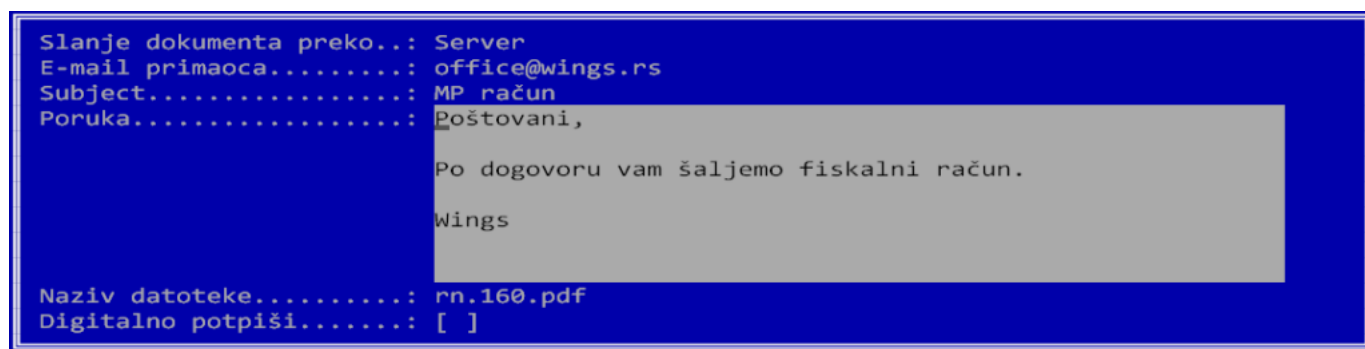 Slanje dokumenta preko..: Server
E-mail primaoca.........: office@wings.rs
Subject.................: MP račun
Poruka..................: Poštovani,
Po dogovoru vam šaljemo fiskalni račun.
Wings
Naziv datoteke..........: rn.160.pdf
Digitalno potpiši.......: [ ]